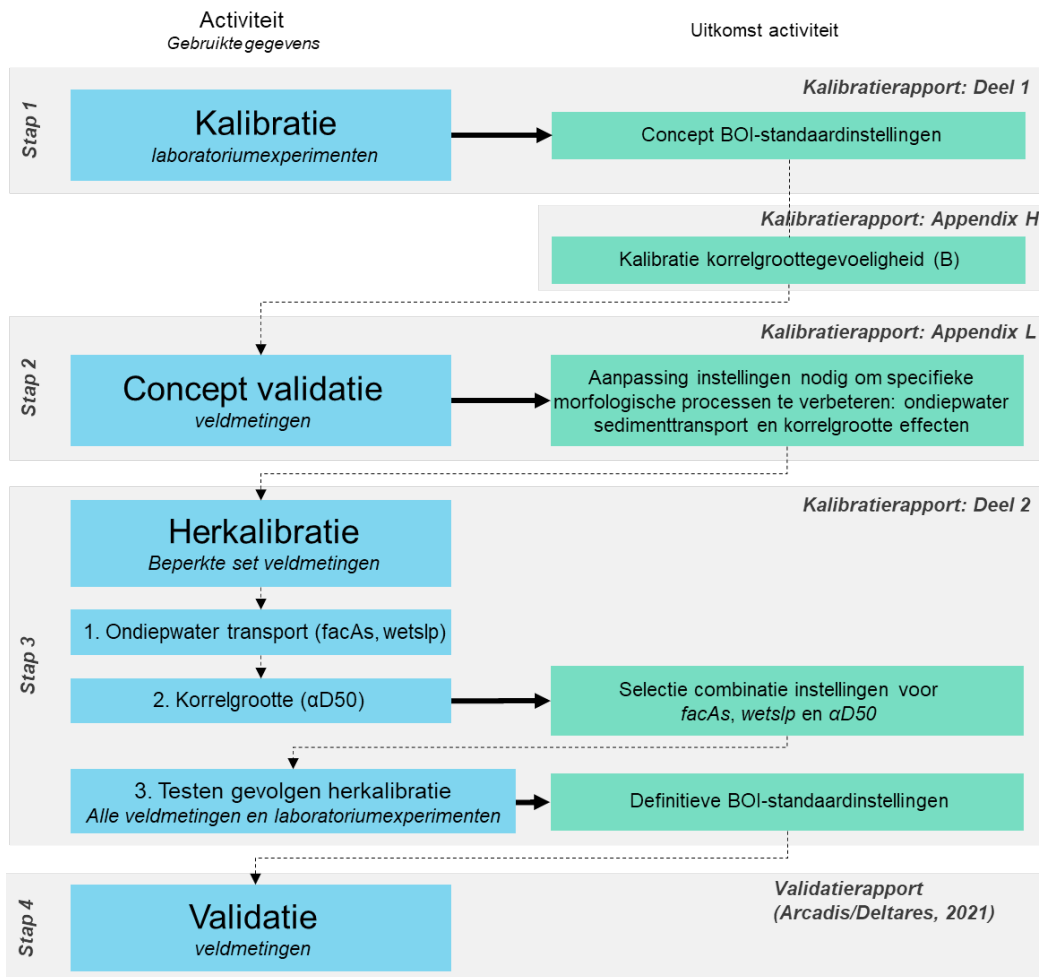 Activiteit
Gebruikte gegevens
Uitkomst activiteit
Stap 1
Kalibratierapport: Deel 1
Kalibratie
laboratoriumexperimenten
Concept BOI-standaardinstellingen
Kalibratierapport: Appendix H
Kalibratie korrelgroottegevoeligheid (B)
Stap 2
Kalibratierapport: Appendix L
Concept validatie
veldmetingen
Aanpassing instellingen nodig om specifieke
morfologische processen te verbeteren: ondiepwater
sedimenttransport en korrelgrootte effecten
Stap 3
Kalibratierapport: Deel 2
Herkalibratie
Beperkte set veldmetingen
1. Ondiepwater transport (facAs, wetslp)
2. Korrelgrootte (αD50)
Selectie combinatie instellingen voor
facAs, wetslp en αD50
3. Testen gevolgen herkalibratie
Alle veldmetingen en laboratoriumexperimenten
Definitieve BOI-standaardinstellingen
Stap 4
Validatierapport
(Arcadis/Deltares, 2021)
Validatie
veldmetingen